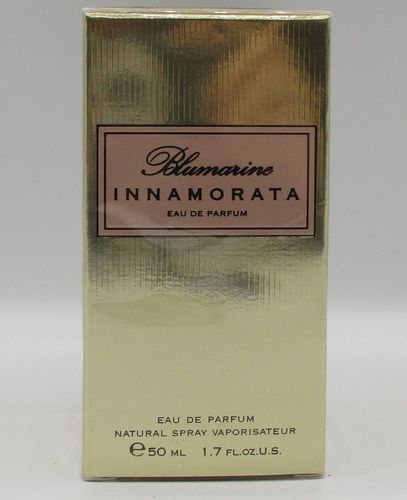 Blumarine
INNAMORATA
EAU DE PARFUM
EAU DE PARFUM
NATURAL SPRAY VAPORISATEUR
℮50 ML 1.7 FL.OZ.U.S.